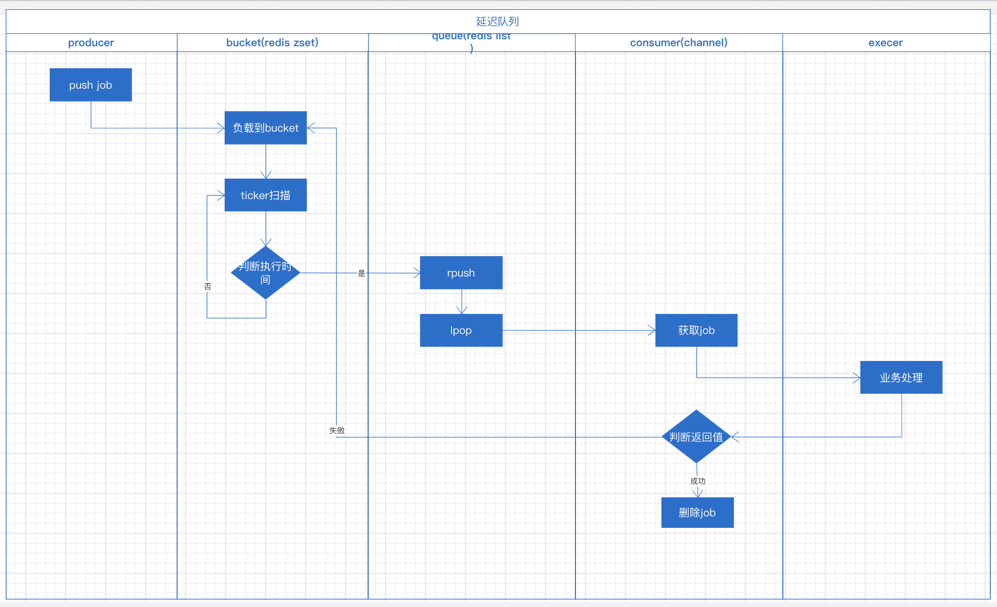 延迟队列
producer
bucket(redis zset)
queue(redis list
)
consumer(channel)
execer
push job
负载到bucket
ticker扫描
判断执行时
间
否
是
rpush
lpop
获取job
业务处理
判断返回值
失败
成功
删除job